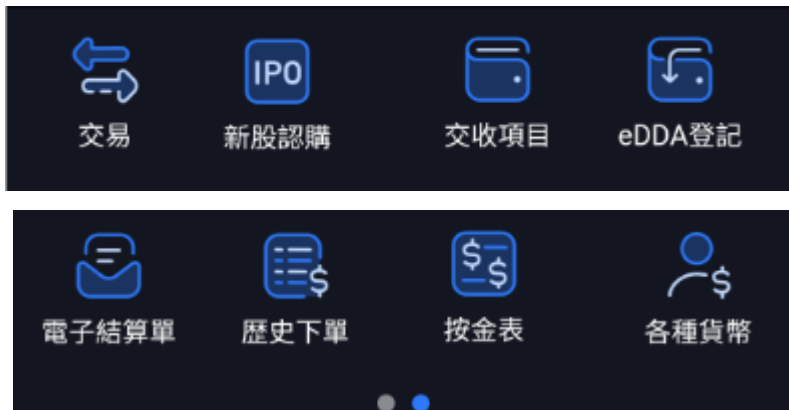 IPO
交易
新股認購
交收項目
eDDA登記
電子結算單
歷史下單
按金表
各種貨幣